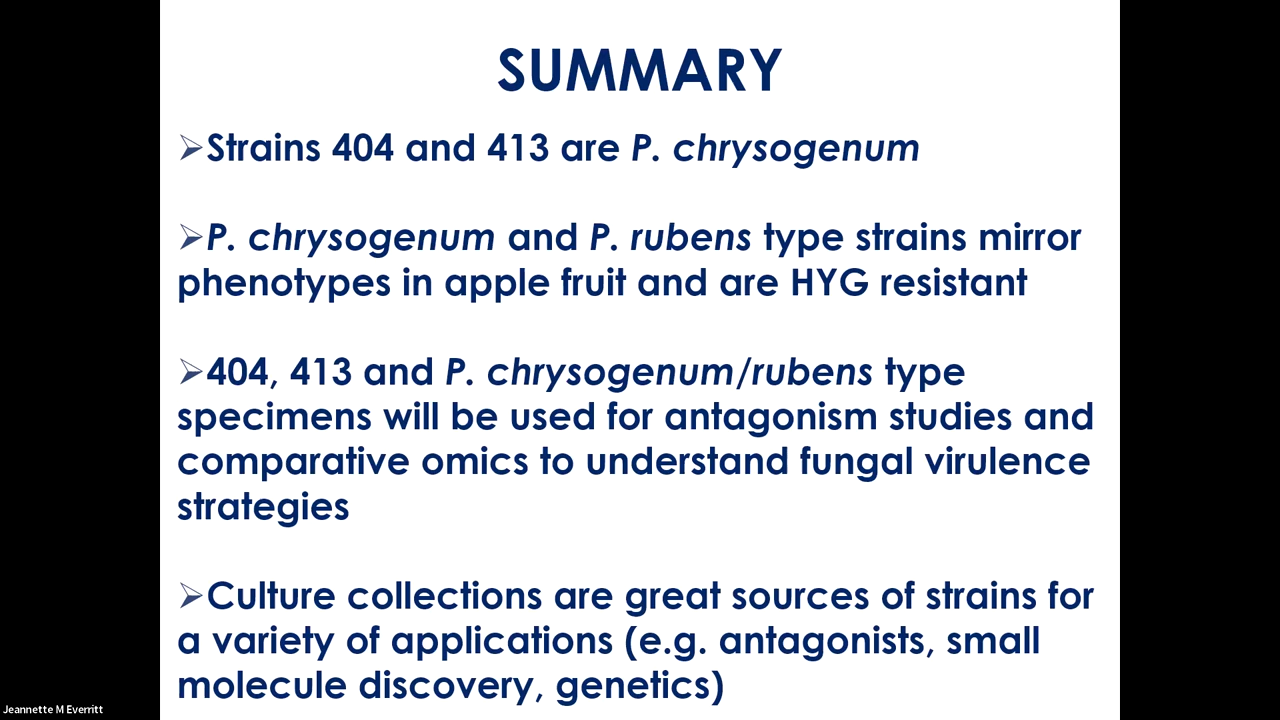 SUMMARY
➢Strains 404 and 413 are P. chrysogenum
➢P. chrysogenum and P. rubens type strains mirror
phenotypes in apple fruit and are HYG resistant
➢404, 413 and P. chrysogenum/rubens type
specimens will be used for antagonism studies and
comparative omics to understand fungal virulence
strategies
➢Culture collections are great sources of strains for
a variety of applications (e.g. antagonists, small
molecule discovery, genetics)
Jeannette M Everritt